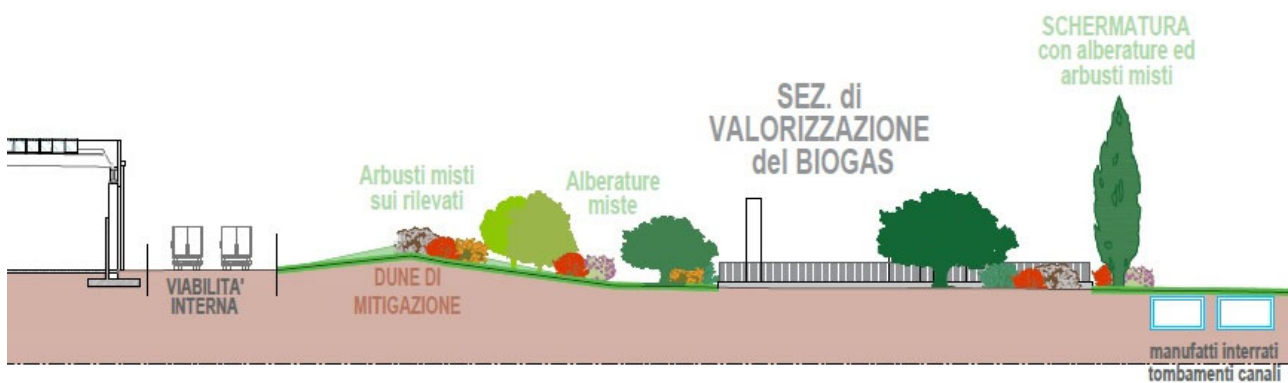 SCHERMATURA
con alberature ed
arbusti misti
SEZ. di
VALORIZZAZIONE
del BIOGAS
Arbusti misti
sui rilevati
Alberature
miste
VIABILITA'
INTERNA
DUNE DI
MITIGAZIONE
manufatti interrati
tombamenti canali